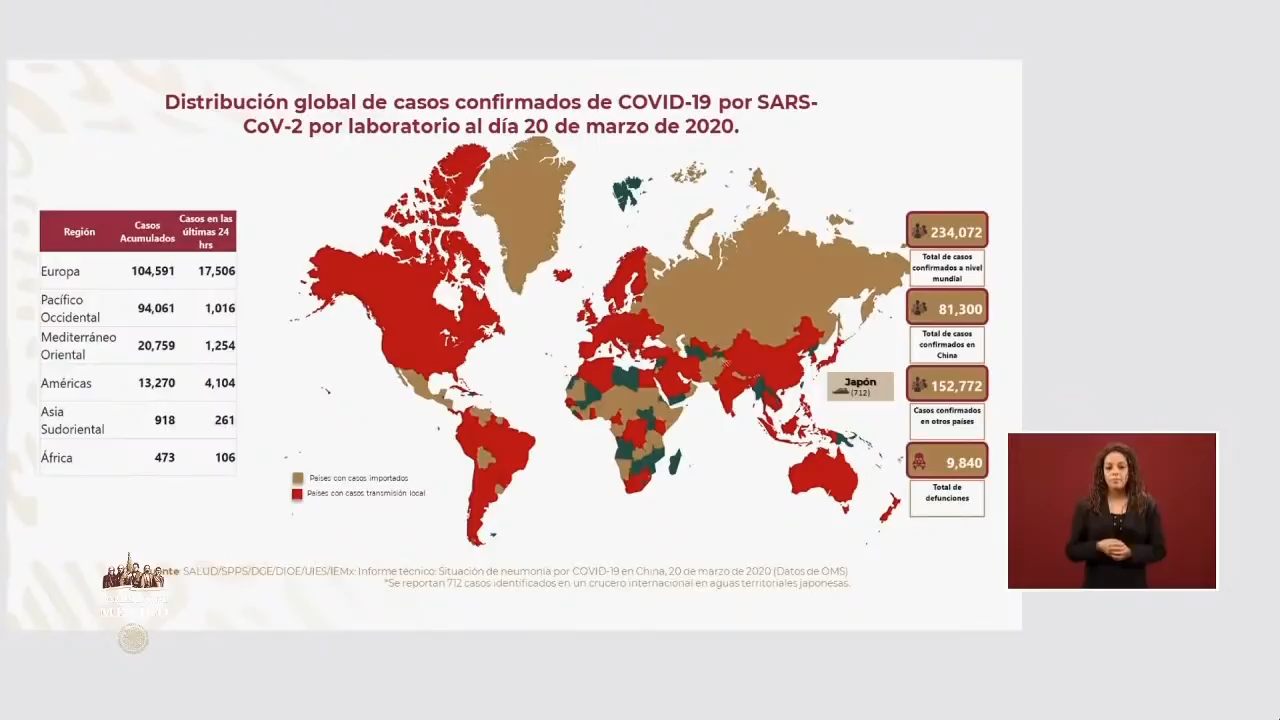 Distribución global de casos confirmados de COVID-19 por SARS-
CoV-2 por laboratorio al día 20 de marzo de 2020.
Región
Casos
Acumulados
Casos en las
últimas 24
hrs
Europa 104,591 17,506
Pacífico
Occidental
94,061 1,016
Mediterráneo
Oriental
20,759 1,254
Américas 13,270 4,104
Asia
Sudoriental
918 261
África 473 106
Países con casos importados
Países con casos transmisión local
Japón
(712)
234,072
Total de casos
confirmados a nivel
mundial
81,300
Total de casos
confirmados en
China
152,772
Casos confirmados
en otros países
9,840
Total de
defunciones
SALUD/SPPS/DGE/DIOE/UIES/IEMx: Informe técnico: Situación de neumonía por COVID-19 en China, 20 de marzo de 2020 (Datos de OMS)
*Se reportan 712 casos identificados en un crucero internacional en aguas territoriales japonesas.